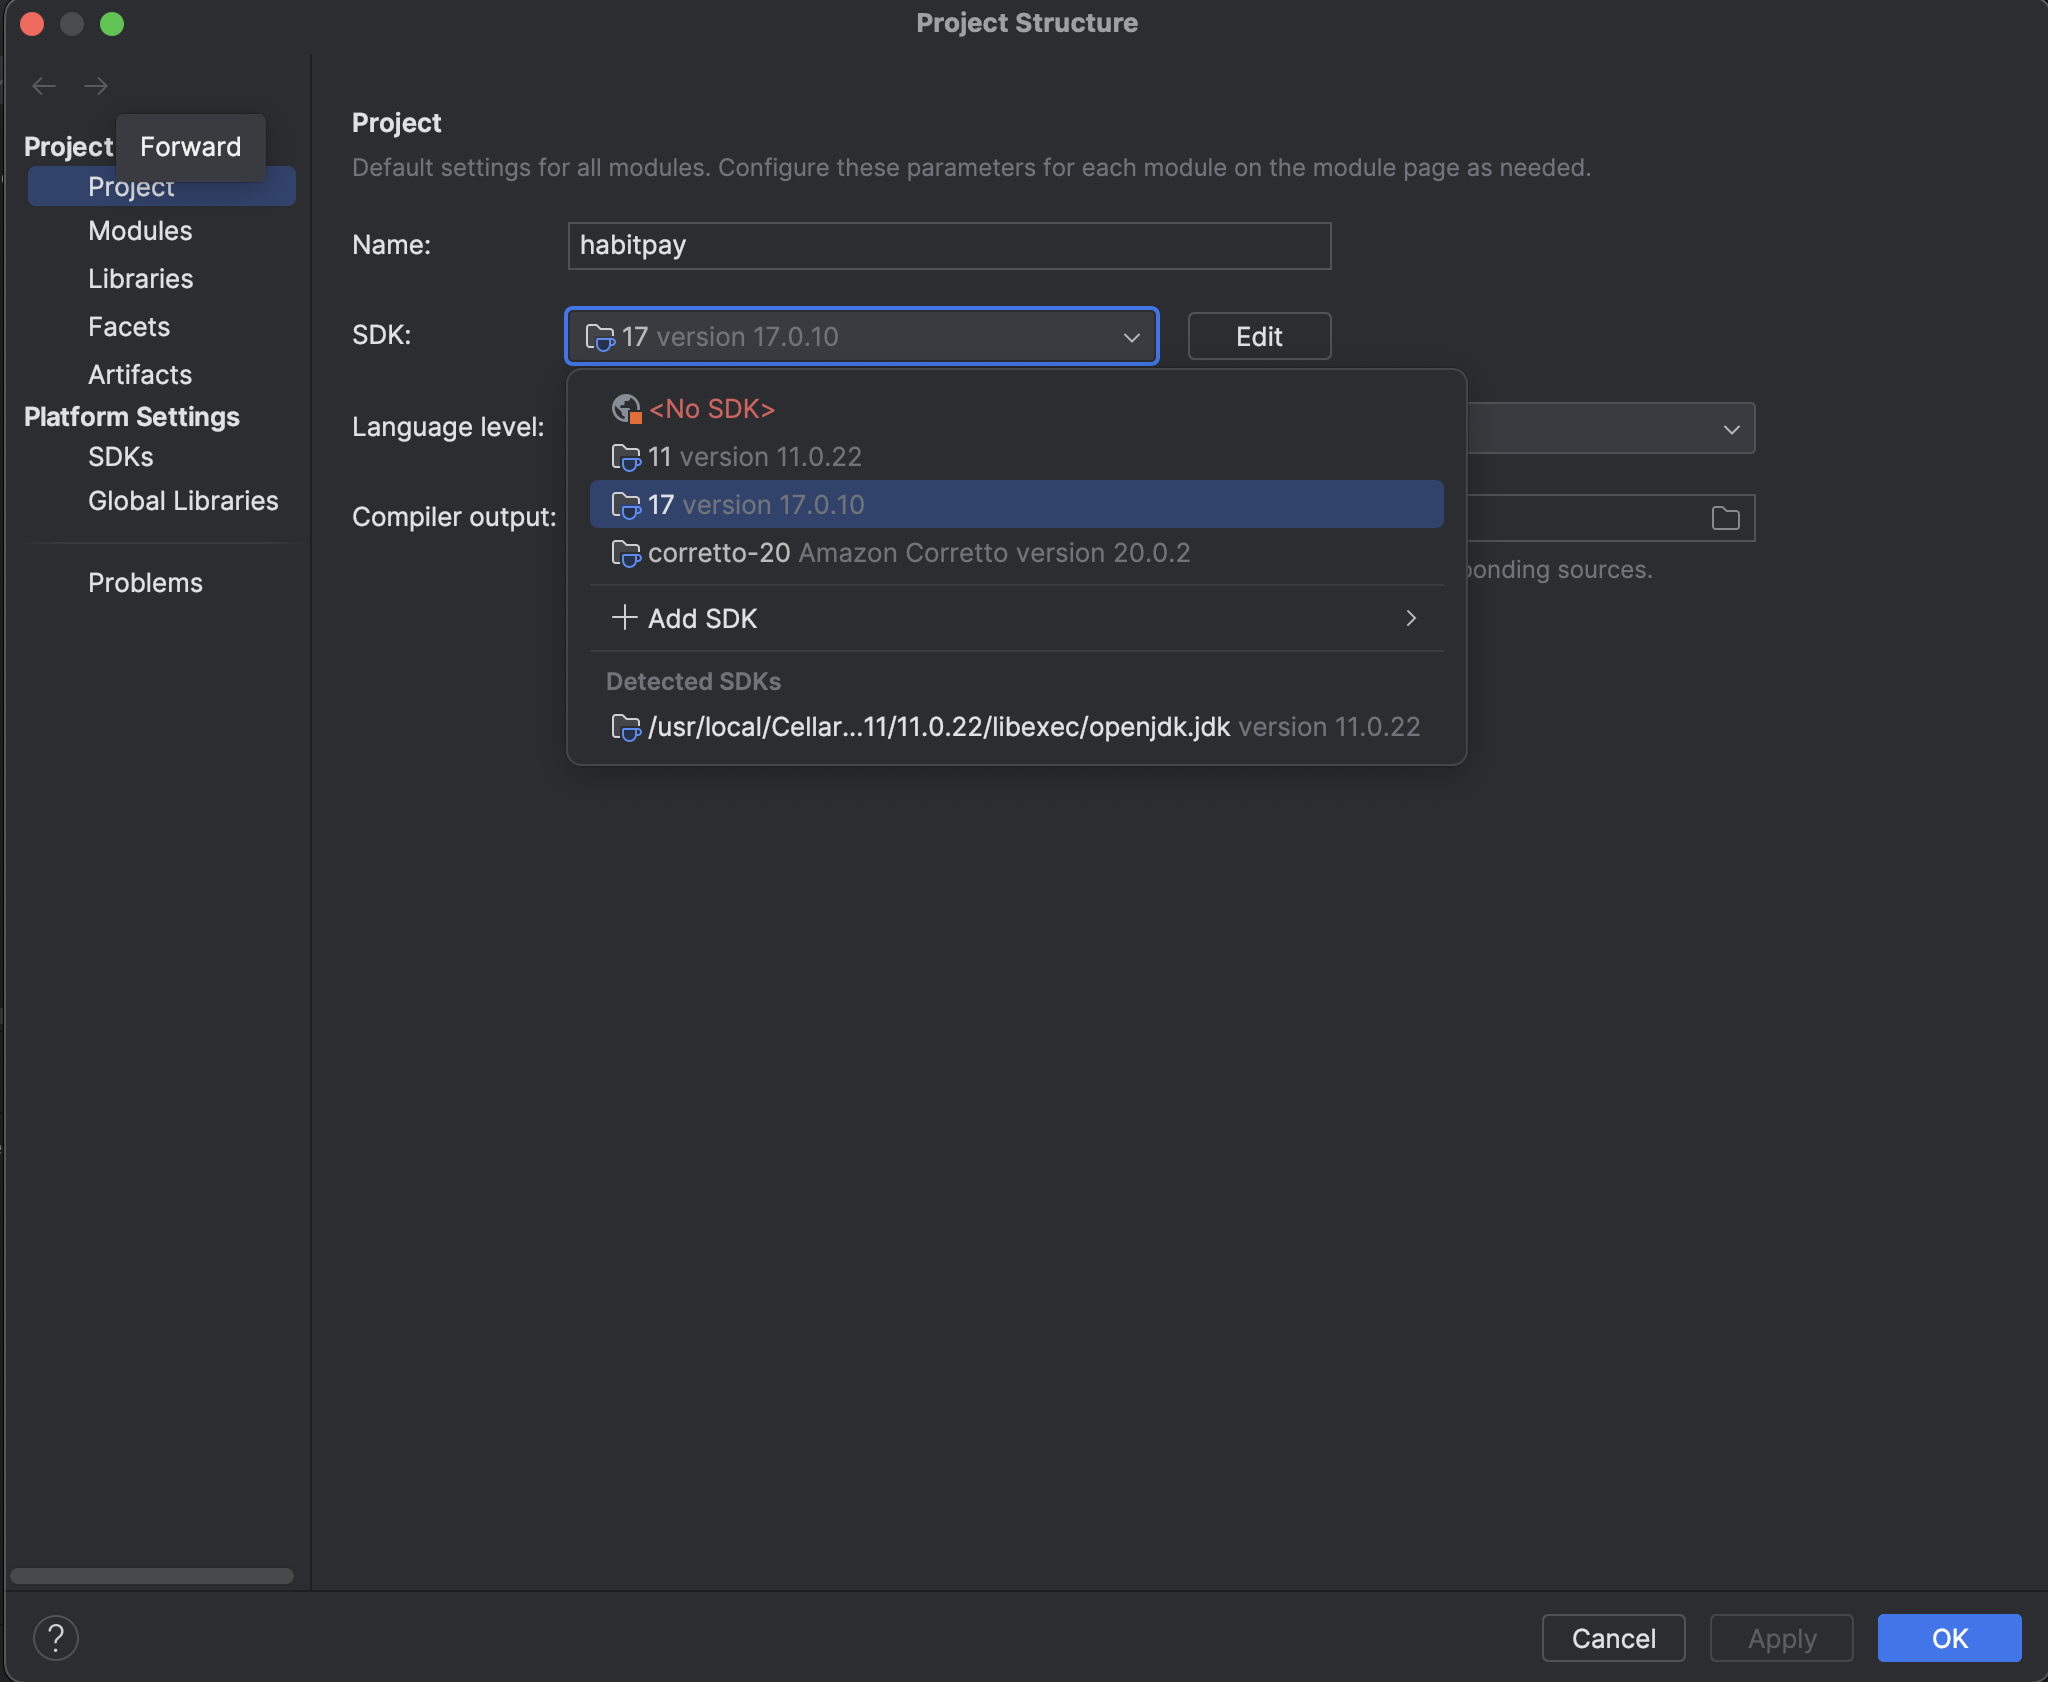 Project Structure
Project
Forward
Project
Modules
Libraries
Facets
Artifacts
Platform Settings
SDKs
Global Libraries
Problems
Project
Default settings for all modules. Configure these parameters for each module on the module page as needed.
Name:
habitpay
SDK:
17 version 17.0.10
Edit
<No SDK>
11 version 11.0.22
17 version 17.0.10
corretto-20 Amazon Corretto version 20.0.2
Add SDK
Detected SDKs
/usr/local/Cellar...11/11.0.22/libexec/openjdk.jdk version 11.0.22
Language level:
Compiler output:
sources.
?
Cancel
Apply
OK